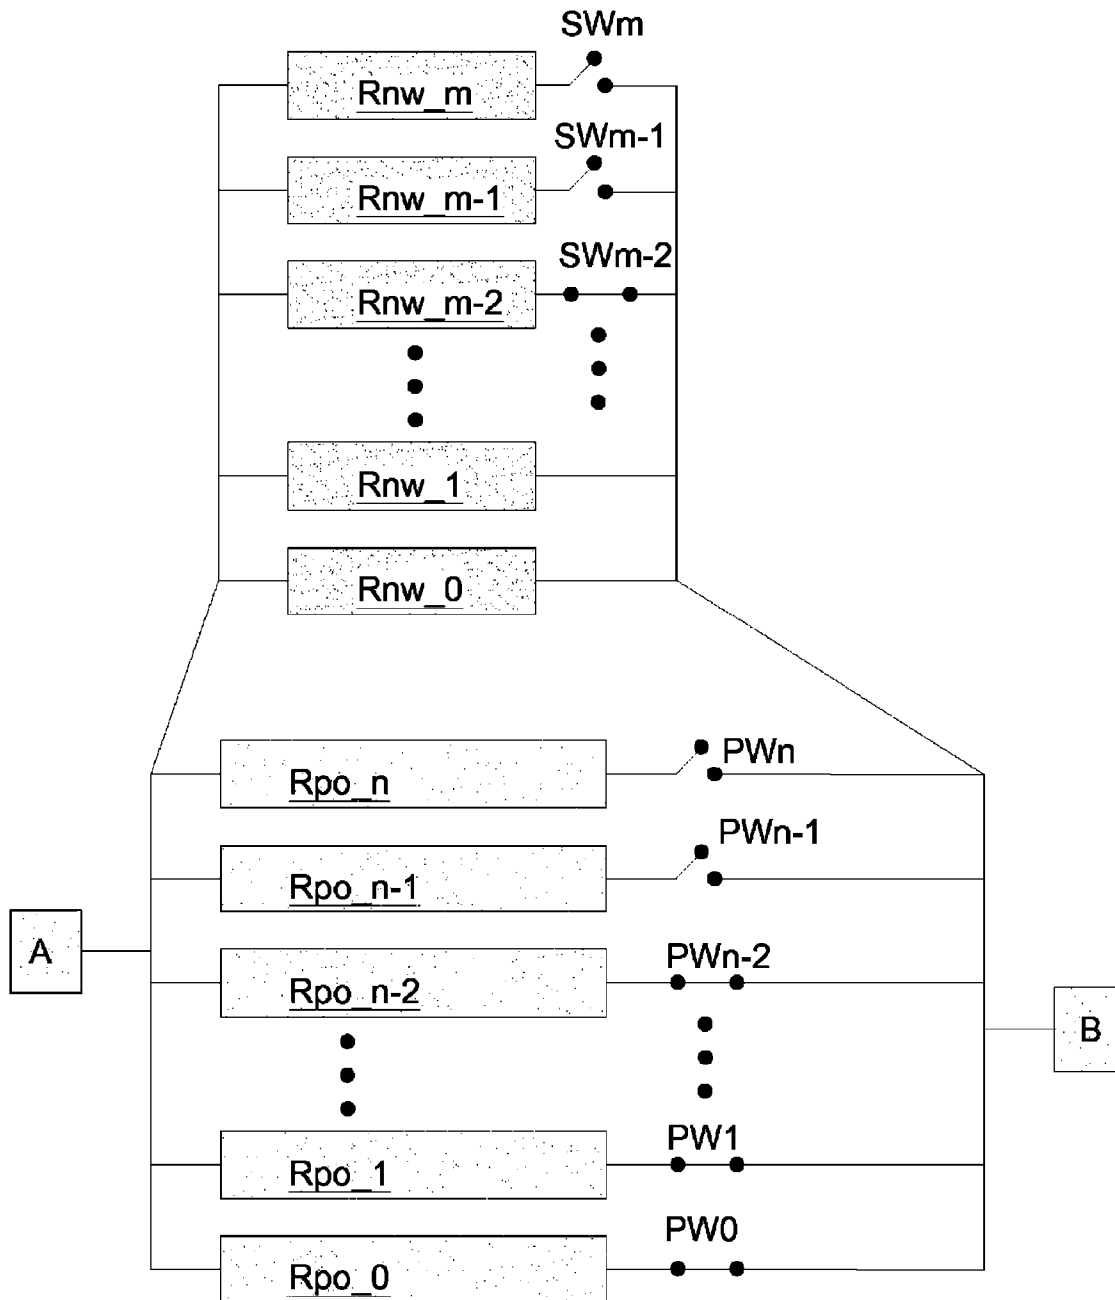 SWm
Rnw_m
SWm-1
Rnw_m-1
SWm-2
Rnw_m-2
Rnw_1
Rnw_0
PWn
Rpo_n
PWn-1
Rpo_n-1
A
PWn-2
Rpo_n-2
B
PW1
Rpo_1
PW0
Rpo_0